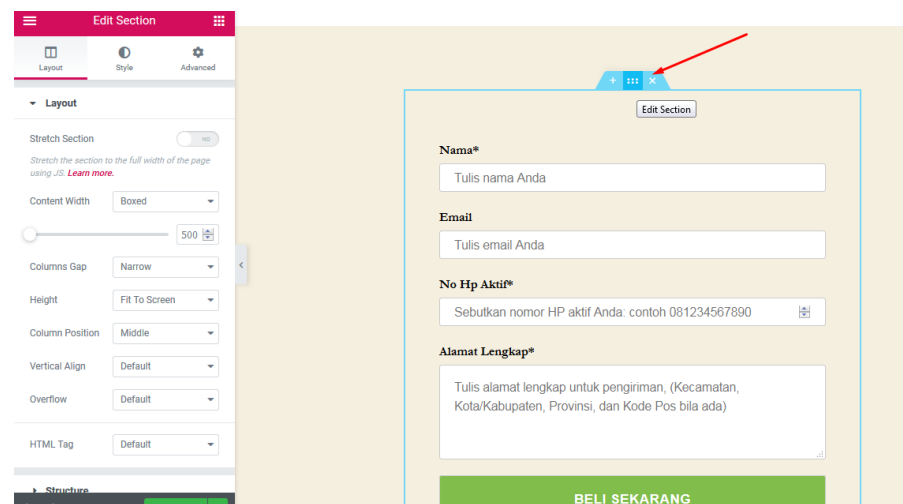 Edit Section
Layout
Style
Advanced
Layout
Stretch Section
NO
Stretch the section to the full width of the page
using JS. Learn more.
Content Width
Boxed
500
Columns Gap
Narrow
Height
Fit To Screen
Column Position
Middle
Vertical Align
Default
Overflow
Default
HTML Tag
Default
Structure
Edit Section
Nama*
Tulis nama Anda
Email
Tulis email Anda
No Hp Aktif*
Sebutkan nomor HP aktif Anda: contoh 081234567890
Alamat Lengkap*
Tulis alamat lengkap untuk pengiriman, (Kecamatan,
Kota/Kabupaten, Provinsi, dan Kode Pos bila ada)
BELI SEKARANG